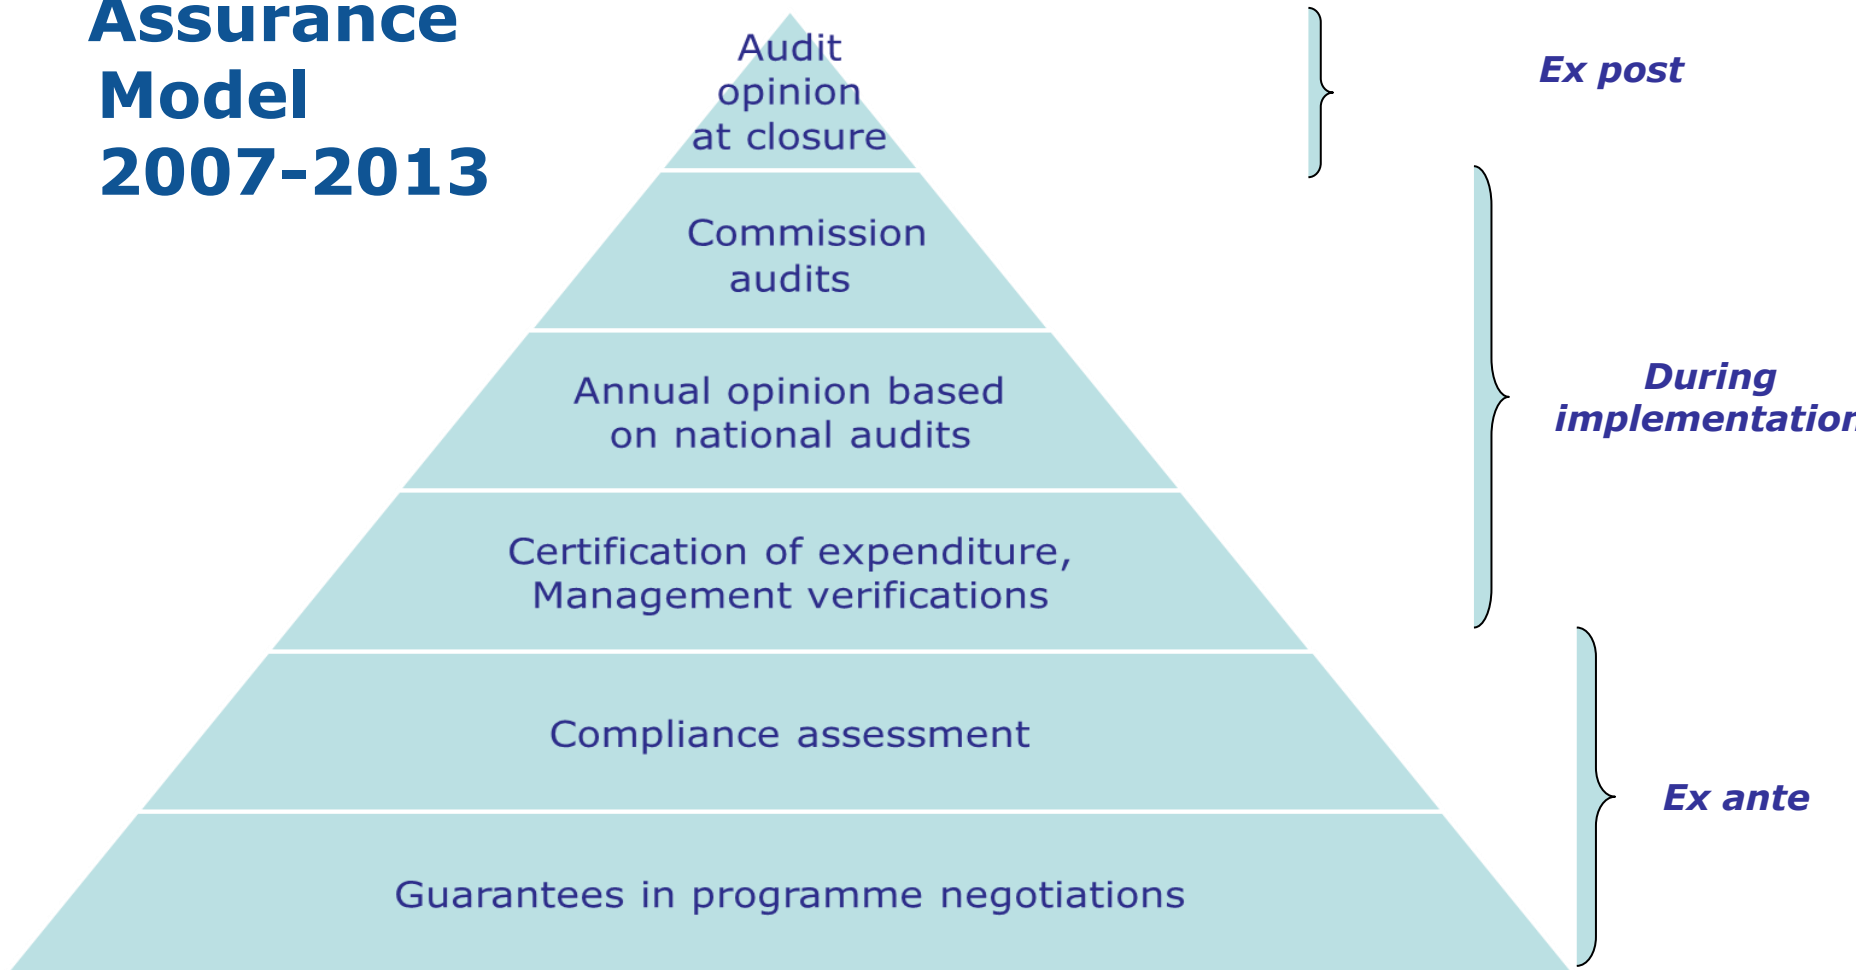 Assurance
Model
2007-2013
Audit
opinion
at closure
Ex post
Commission
audits
Annual opinion based
on national audits
During
implementation
Certification of expenditure,
Management verifications
Compliance assessment
Ex ante
Guarantees in programme negotiations